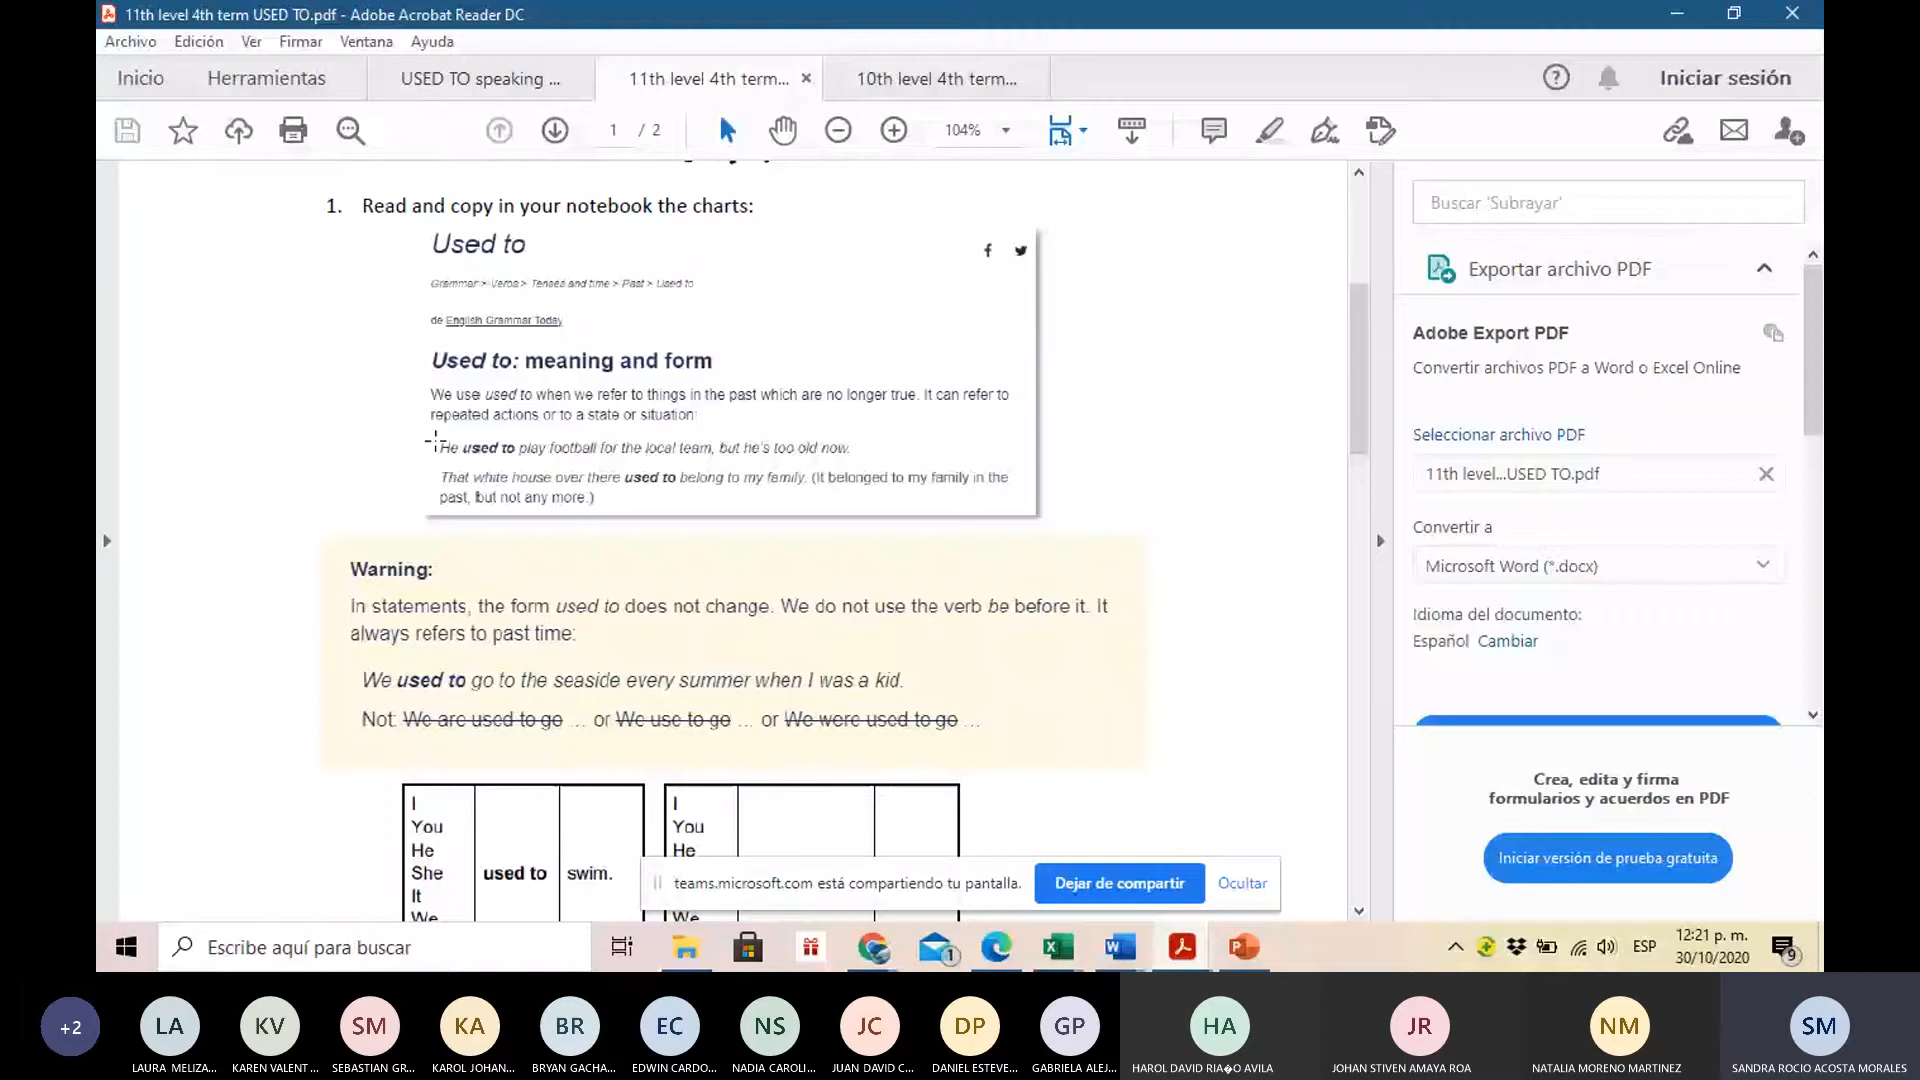 11th level 4th term USED TO.pdf - Adobe Acrobat Reader DC
Archivo Edición Ver Firmar Ventana Ayuda
Inicio Herramientas USED TO speaking ... 11th level 4th term... 10th level 4th term... Iniciar sesión
1 / 2 104%
1. Read and copy in your notebook the charts:
Used to
Grammar > Verbs > Tenses and time > Past > Used to
de English Grammar Today
Used to: meaning and form
We use used to when we refer to things in the past which are no longer true. It can refer to
repeated actions or to a state or situation:
He used to play football for the local team, but he's too old now.
That white house over there used to belong to my family. (It belonged to my family in the
past, but not any more.)
Warning:
In statements, the form used to does not change. We do not use the verb be before it. It
always refers to past time:
We used to go to the seaside every summer when I was a kid.
Not: We are used to go ... or We use to go ... or We were used to go ...
I
You
He
She
It
We
used to
swim.
I
You
He
We
Buscar 'Subrayar'
Exportar archivo PDF
Adobe Export PDF
Convertir archivos PDF a Word o Excel Online
Seleccionar archivo PDF
11th level...USED TO.pdf
Convertir a
Microsoft Word (*.docx)
Idioma del documento:
Español Cambiar
Crea, edita y firma
formularios y acuerdos en PDF
Iniciar versión de prueba gratuita
teams.microsoft.com está compartiendo tu pantalla. Dejar de compartir Ocultar
Escribe aquí para buscar
1
ESP
12:21 p. m.
30/10/2020
9
+2 LA KV SM KA BR EC NS JC DP GP HA JR NM SM
LAURA MELIZA... KAREN VALENT ... SEBASTIAN GR... KAROL JOHAN... BRYAN GACHA... EDWIN CARDO... NADIA CAROLI... JUAN DAVID C... DANIEL ESTEVE... GABRIELA ALEJ... HAROL DAVID RIA�O AVILA JOHAN STIVEN AMAYA ROA NATALIA MORENO MARTINEZ SANDRA ROCIO ACOSTA MORALES